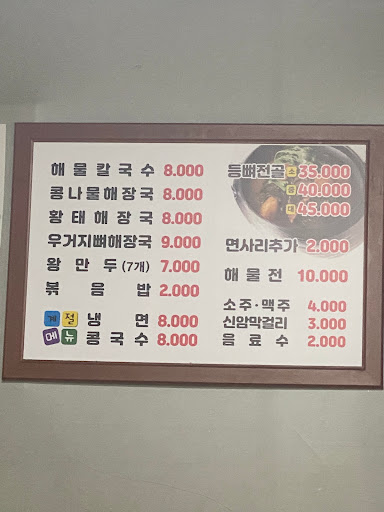 해물칼국수 8.000
콩나물해장국 8.000
황태해장국 8.000
우거지뼈해장국 9.000
왕만두(7개) 7.000
볶음밥 2.000
계절메뉴
냉면 8.000
콩국수 8.000
등뼈전골 소 35.000
중 40.000
대 45.000
면사리추가 2.000
해물전 10.000
소주·맥주 4.000
신암막걸리 3.000
음료수 2.000